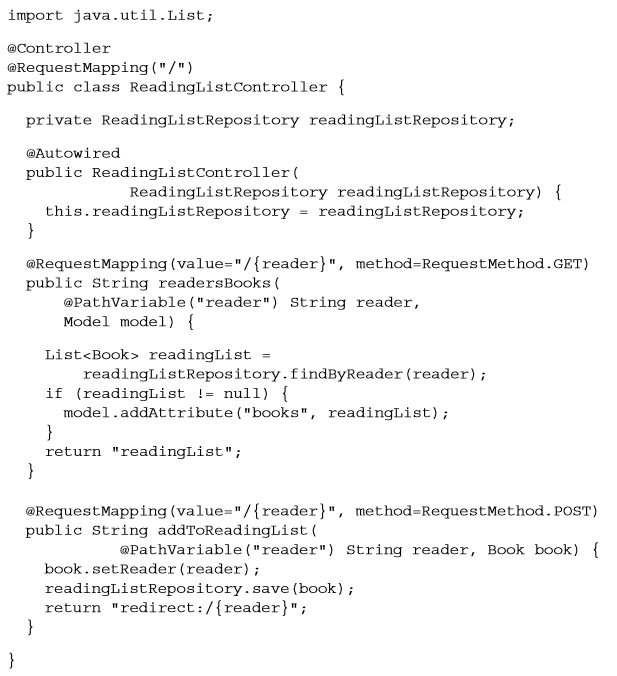 import java.util.List;
@Controller
@RequestMapping("/")
public class ReadingListController {
private ReadingListRepository readingListRepository;
@Autowired
public ReadingListController(
ReadingListRepository readingListRepository) {
this.readingListRepository = readingListRepository;
}
@RequestMapping(value="/{reader}", method=RequestMethod.GET)
public String readersBooks(
@PathVariable("reader") String reader,
Model model) {
List<Book> readingList =
readingListRepository.findByReader(reader);
if (readingList != null) {
model.addAttribute("books", readingList);
}
return "readingList";
}
@RequestMapping(value="/{reader}", method=RequestMethod.POST)
public String addToReadingList(
@PathVariable("reader") String reader, Book book) {
book.setReader(reader);
readingListRepository.save(book);
return "redirect:/{reader}";
}
}